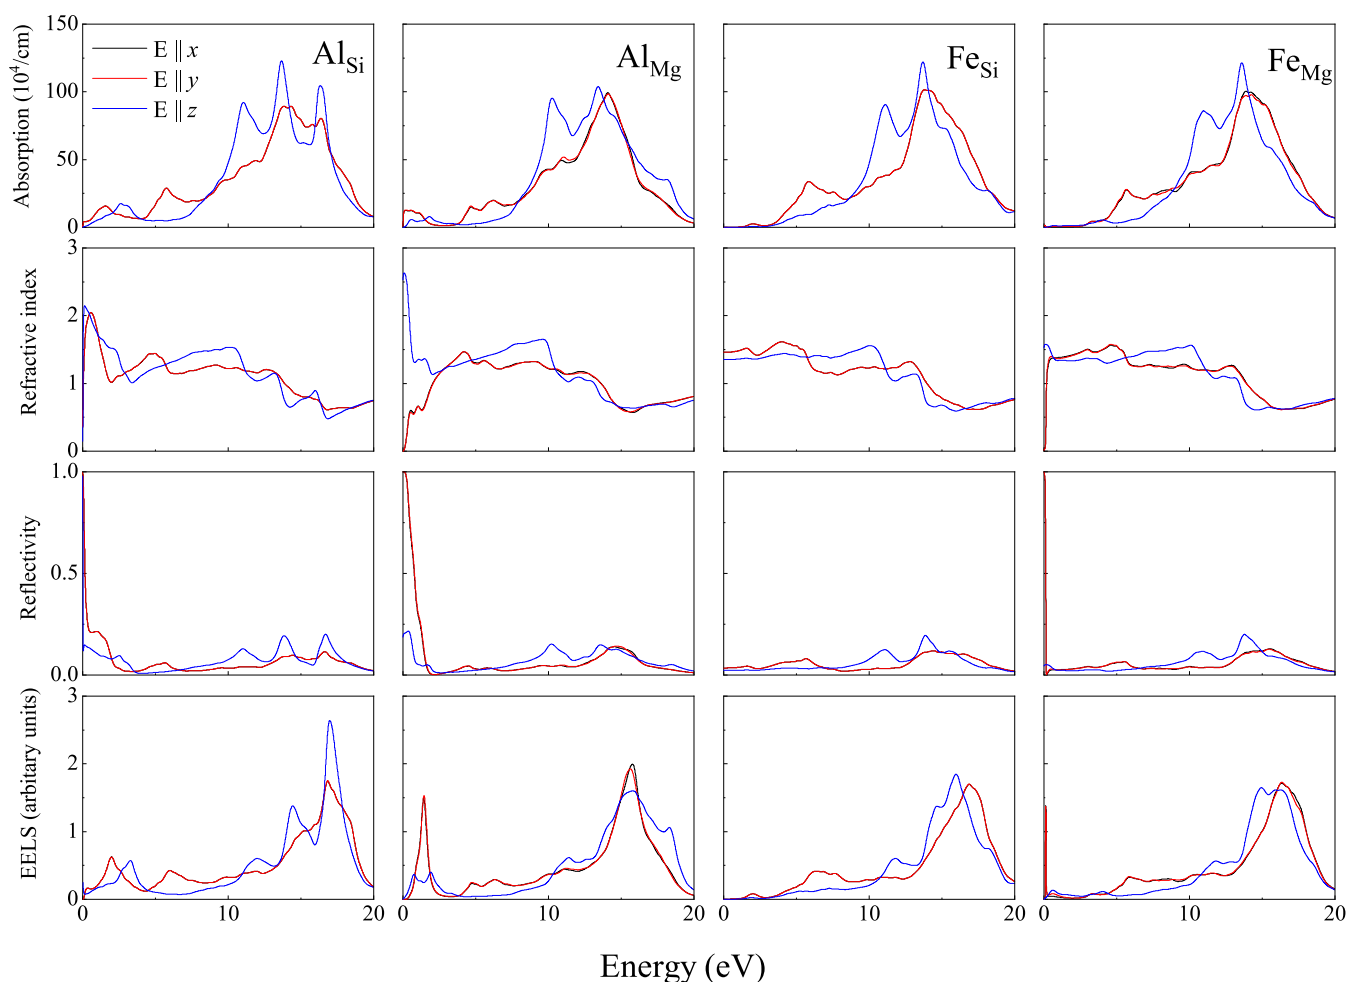 150
100
50
0
Absorption (10⁴/cm)
E || x
E || y
E || z
Al_Si
Al_Mg
Fe_Si
Fe_Mg
3
2
1
0
Refractive index
1.0
0.5
0.0
Reflectivity
3
2
1
0
EELS (arbitary units)
0 10 20
0 10 20
0 10 20
0 10 20
Energy (eV)